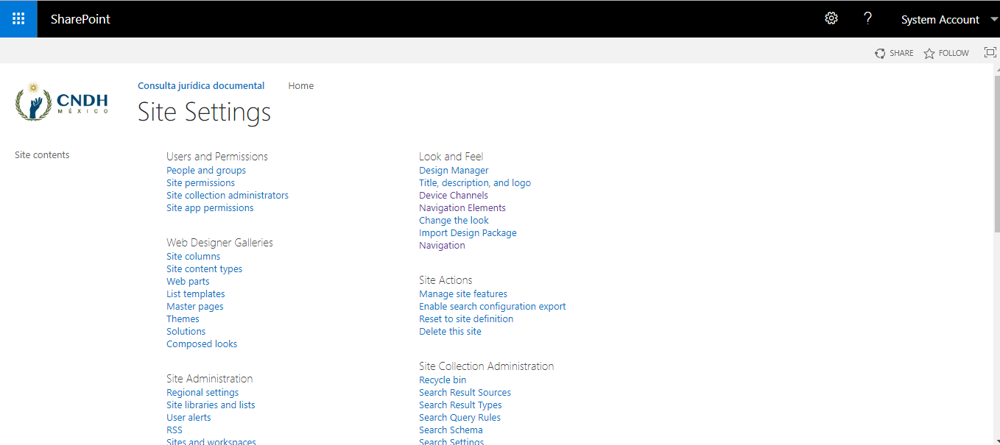 SharePoint
?
System Account
SHARE
FOLLOW
CNDH
MÉXICO
Consulta jurídica documental
Home
Site Settings
Site contents
Users and Permissions
People and groups
Site permissions
Site collection administrators
Site app permissions
Web Designer Galleries
Site columns
Site content types
Web parts
List templates
Master pages
Themes
Solutions
Composed looks
Site Administration
Regional settings
Site libraries and lists
User alerts
RSS
Sites and workspaces
Look and Feel
Design Manager
Title, description, and logo
Device Channels
Navigation Elements
Change the look
Import Design Package
Navigation
Site Actions
Manage site features
Enable search configuration export
Reset to site definition
Delete this site
Site Collection Administration
Recycle bin
Search Result Sources
Search Result Types
Search Query Rules
Search Schema
Search Settings